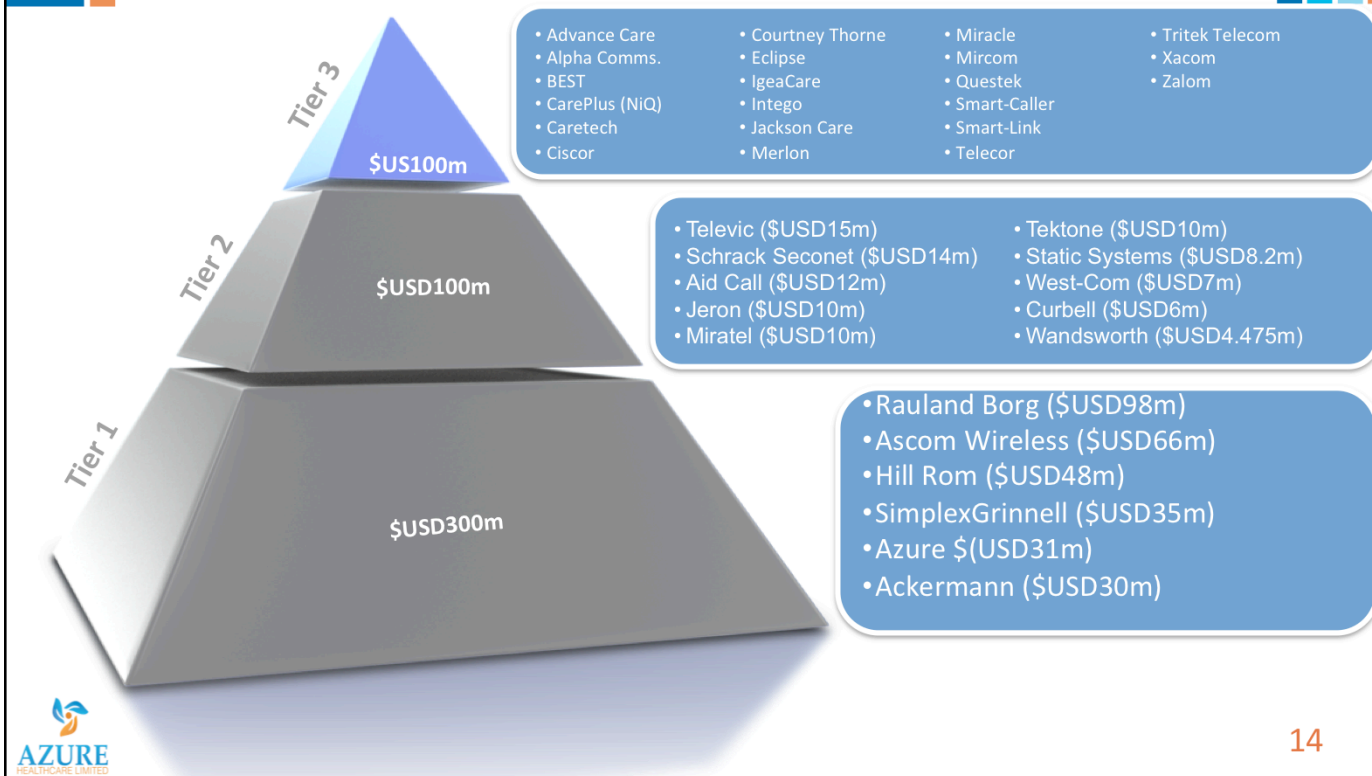 Tier 3
$US100m
• Advance Care
• Alpha Comms.
• BEST
• CarePlus (NiQ)
• Caretech
• Ciscor
• Courtney Thorne
• Eclipse
• IgeaCare
• Intego
• Jackson Care
• Merlon
• Miracle
• Mircom
• Questek
• Smart-Caller
• Smart-Link
• Telecor
• Tritek Telecom
• Xacom
• Zalom
Tier 2
$USD100m
• Televic ($USD15m)
• Schrack Seconet ($USD14m)
• Aid Call ($USD12m)
• Jeron ($USD10m)
• Miratel ($USD10m)
• Tektone ($USD10m)
• Static Systems ($USD8.2m)
• West-Com ($USD7m)
• Curbell ($USD6m)
• Wandsworth ($USD4.475m)
Tier 1
$USD300m
•Rauland Borg ($USD98m)
•Ascom Wireless ($USD66m)
•Hill Rom ($USD48m)
•SimplexGrinnell ($USD35m)
•Azure $(USD31m)
•Ackermann ($USD30m)
AZURE
HEALTHCARE LIMITED
14